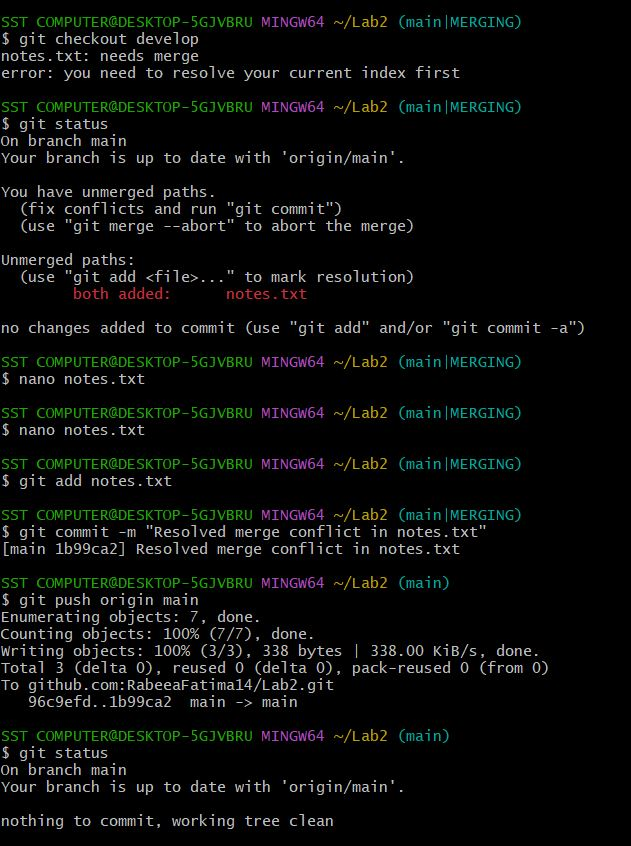 SST COMPUTER@DESKTOP-5GJVBRU MINGW64 ~/Lab2 (main|MERGING)
$ git checkout develop
notes.txt: needs merge
error: you need to resolve your current index first

SST COMPUTER@DESKTOP-5GJVBRU MINGW64 ~/Lab2 (main|MERGING)
$ git status
On branch main
Your branch is up to date with 'origin/main'.

You have unmerged paths.
  (fix conflicts and run "git commit")
  (use "git merge --abort" to abort the merge)

Unmerged paths:
  (use "git add <file>..." to mark resolution)
        both added:      notes.txt

no changes added to commit (use "git add" and/or "git commit -a")

SST COMPUTER@DESKTOP-5GJVBRU MINGW64 ~/Lab2 (main|MERGING)
$ nano notes.txt

SST COMPUTER@DESKTOP-5GJVBRU MINGW64 ~/Lab2 (main|MERGING)
$ nano notes.txt

SST COMPUTER@DESKTOP-5GJVBRU MINGW64 ~/Lab2 (main|MERGING)
$ git add notes.txt

SST COMPUTER@DESKTOP-5GJVBRU MINGW64 ~/Lab2 (main|MERGING)
$ git commit -m "Resolved merge conflict in notes.txt"
[main 1b99ca2] Resolved merge conflict in notes.txt

SST COMPUTER@DESKTOP-5GJVBRU MINGW64 ~/Lab2 (main)
$ git push origin main
Enumerating objects: 7, done.
Counting objects: 100% (7/7), done.
Writing objects: 100% (3/3), 338 bytes | 338.00 KiB/s, done.
Total 3 (delta 0), reused 0 (delta 0), pack-reused 0 (from 0)
To github.com:RabeeaFatima14/Lab2.git
   96c9efd..1b99ca2  main -> main

SST COMPUTER@DESKTOP-5GJVBRU MINGW64 ~/Lab2 (main)
$ git status
On branch main
Your branch is up to date with 'origin/main'.

nothing to commit, working tree clean